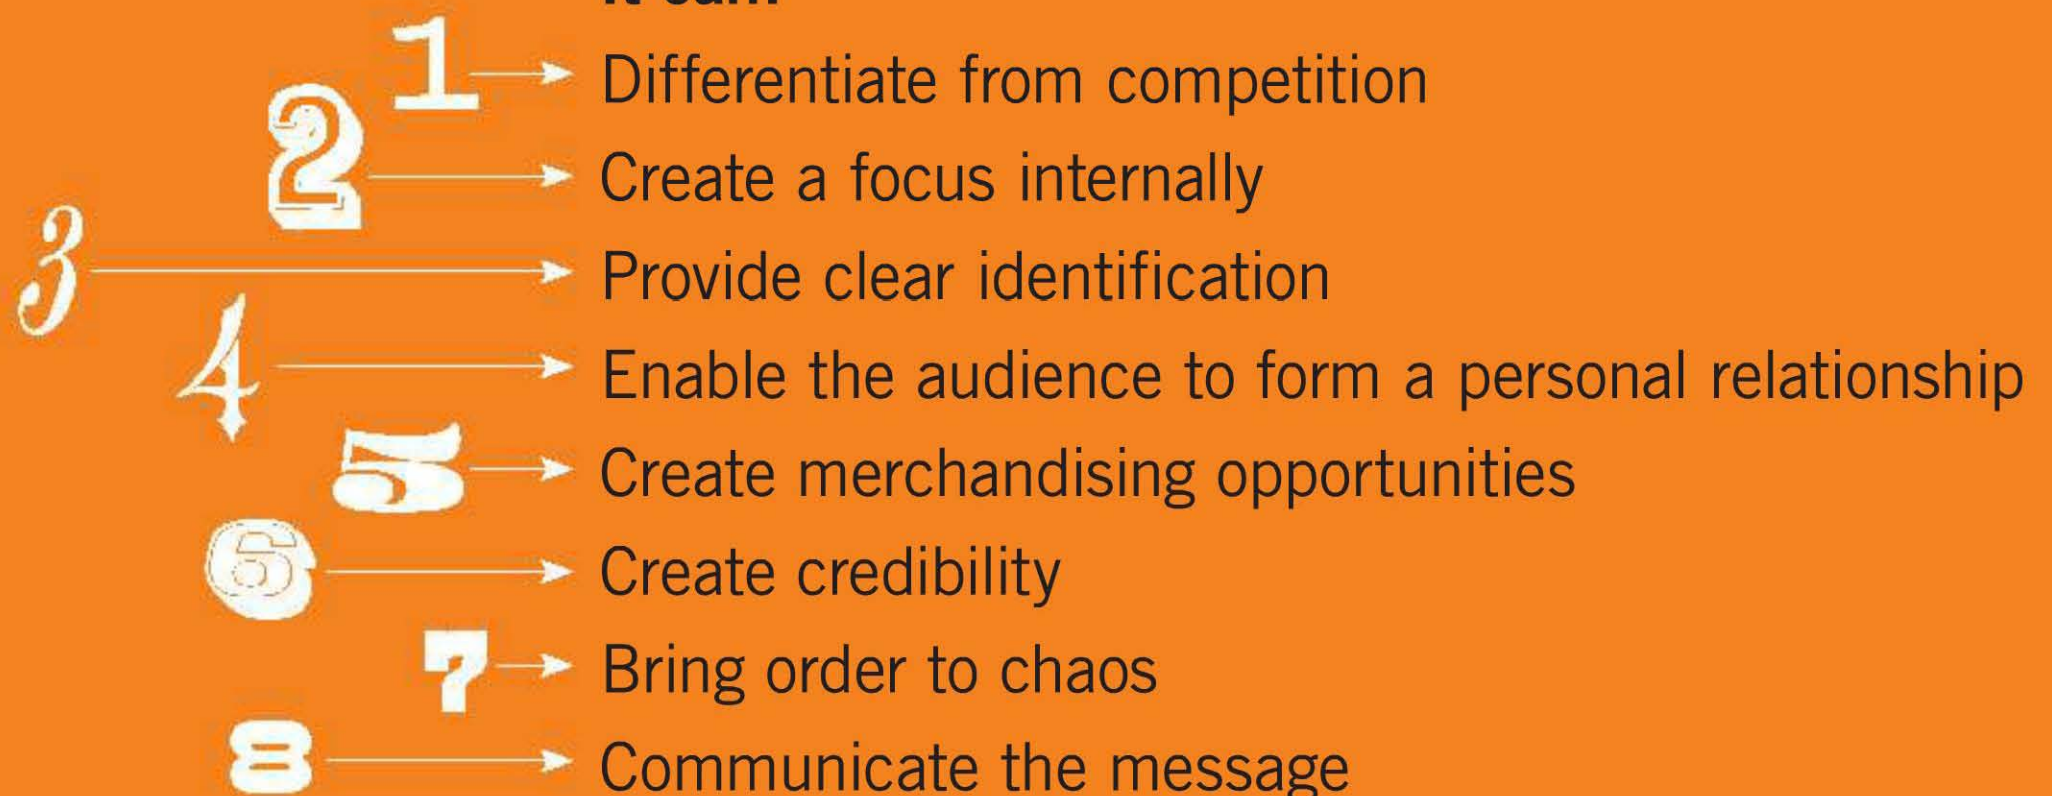 1 Differentiate from competition
2 Create a focus internally
3 Provide clear identification
4 Enable the audience to form a personal relationship
5 Create merchandising opportunities
6 Create credibility
7 Bring order to chaos
8 Communicate the message